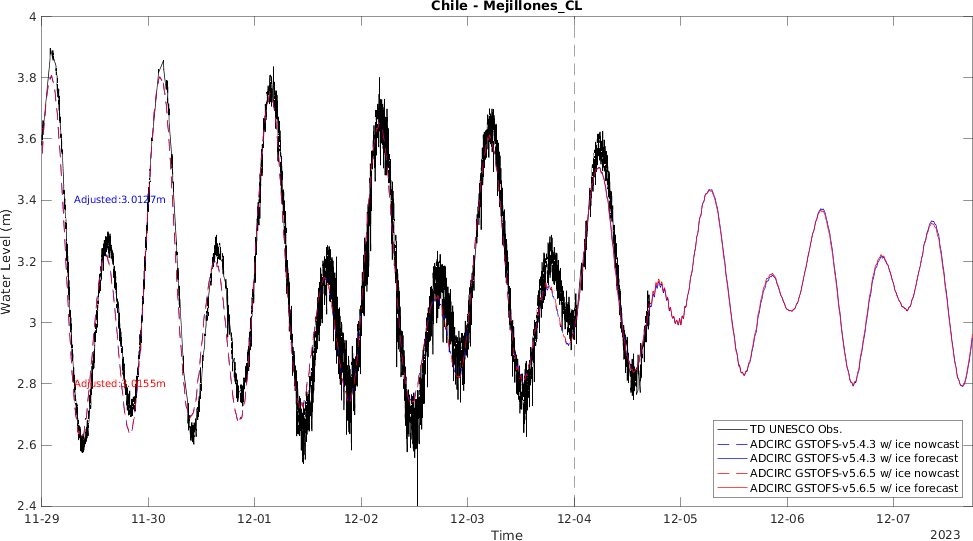 Chile - Mejillones_CL
4
3.8
3.6
3.4
3.2
3
2.8
2.6
2.4
Water Level (m)
Adjusted:3.0127m
Adjusted:3.0155m
TD UNESCO Obs.
ADCIRC GSTOFS-v5.4.3 w/ ice nowcast
ADCIRC GSTOFS-v5.4.3 w/ ice forecast
ADCIRC GSTOFS-v5.6.5 w/ ice nowcast
ADCIRC GSTOFS-v5.6.5 w/ ice forecast
11-29 11-30 12-01 12-02 12-03 12-04 12-05 12-06 12-07
Time
2023